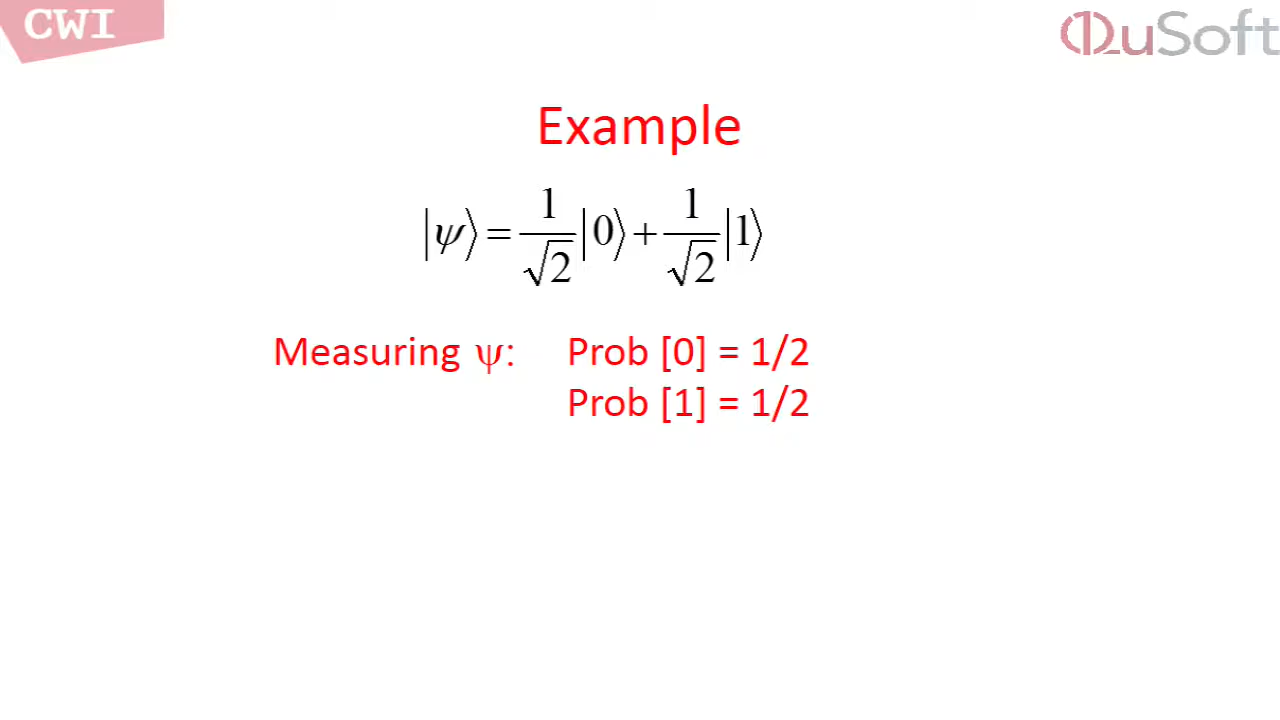 CWI
QuSoft
Example
|ψ⟩ = 1/√2 |0⟩ + 1/√2 |1⟩
Measuring ψ: Prob [0] = 1/2
Prob [1] = 1/2